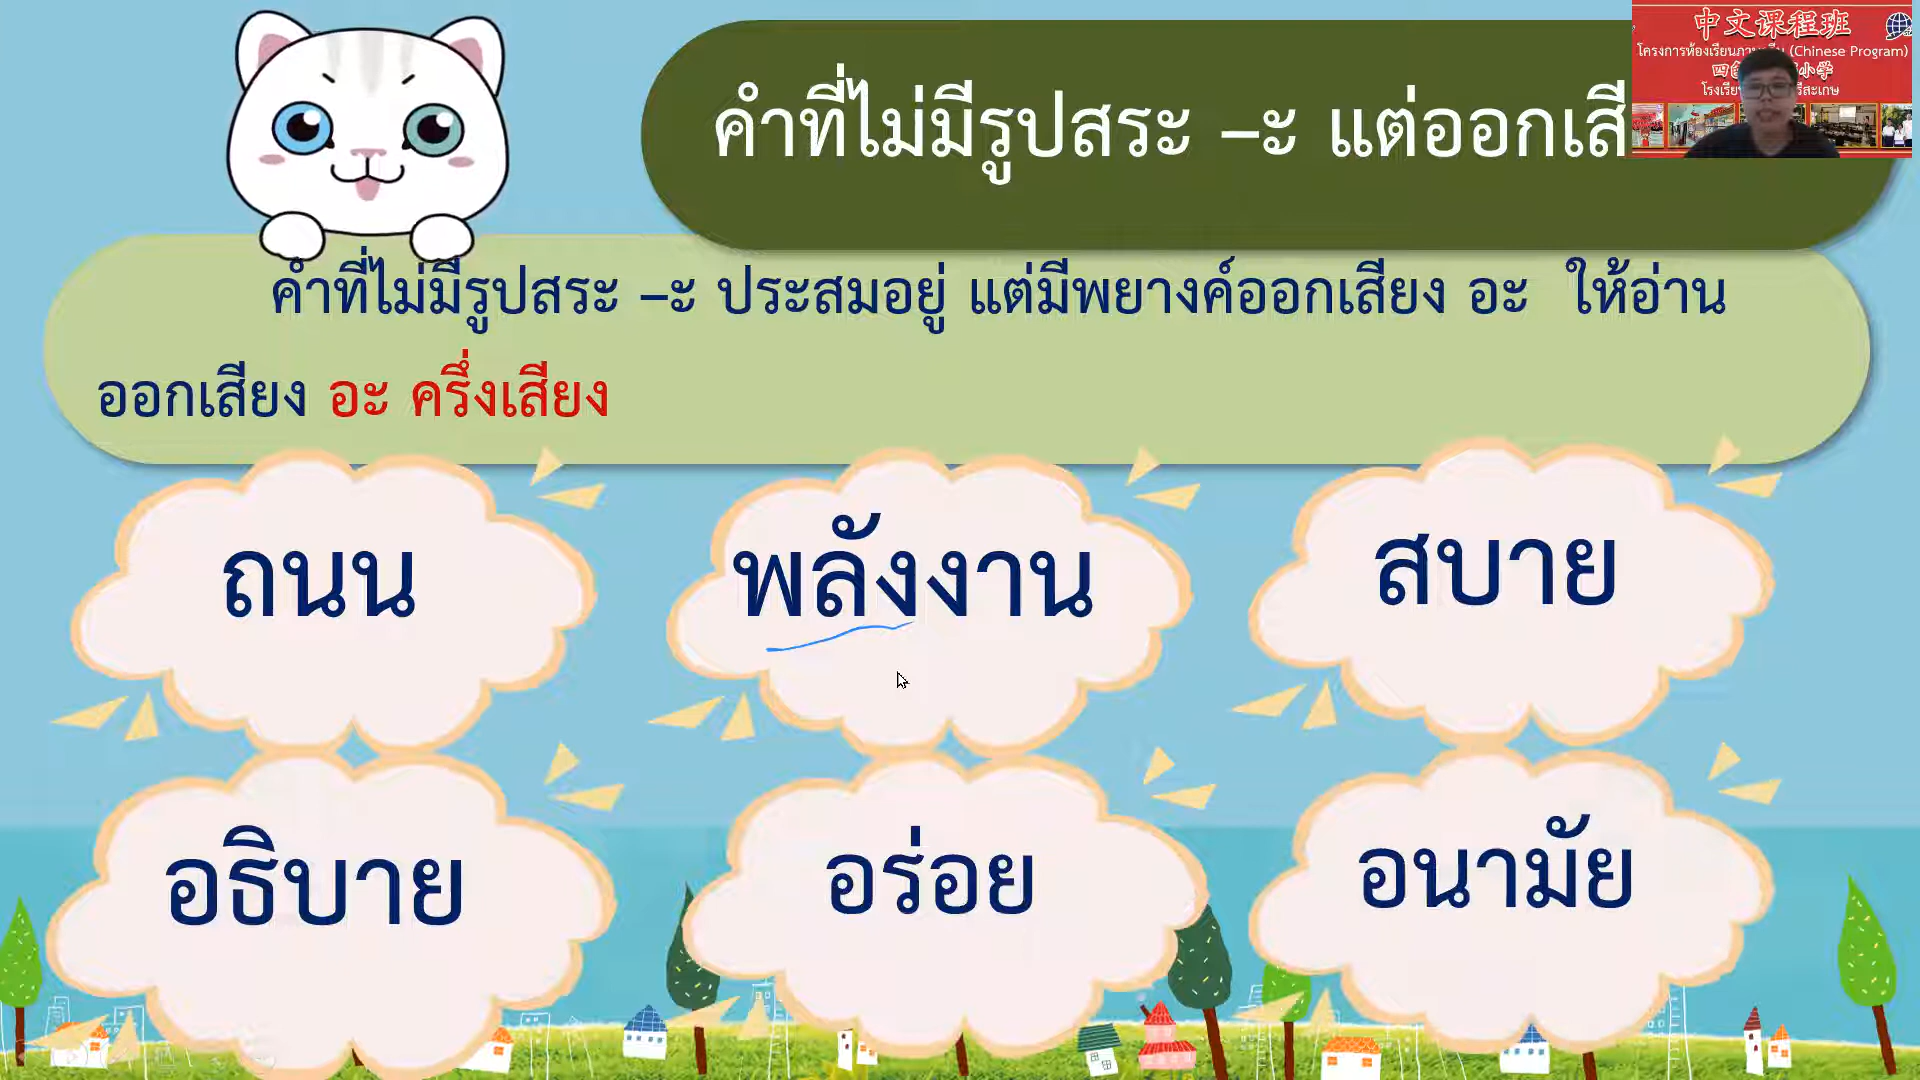 คำที่ไม่มีรูปสระ –ะ แต่ออกเสี
中文课程班
(Chinese Program)
小学
คำที่ไม่มีรูปสระ –ะ ประสมอยู่ แต่มีพยางค์ออกเสียง อะ ให้อ่าน
ออกเสียง อะ ครึ่งเสียง
ถนน
พลังงาน
สบาย
อธิบาย
อร่อย
อนามัย